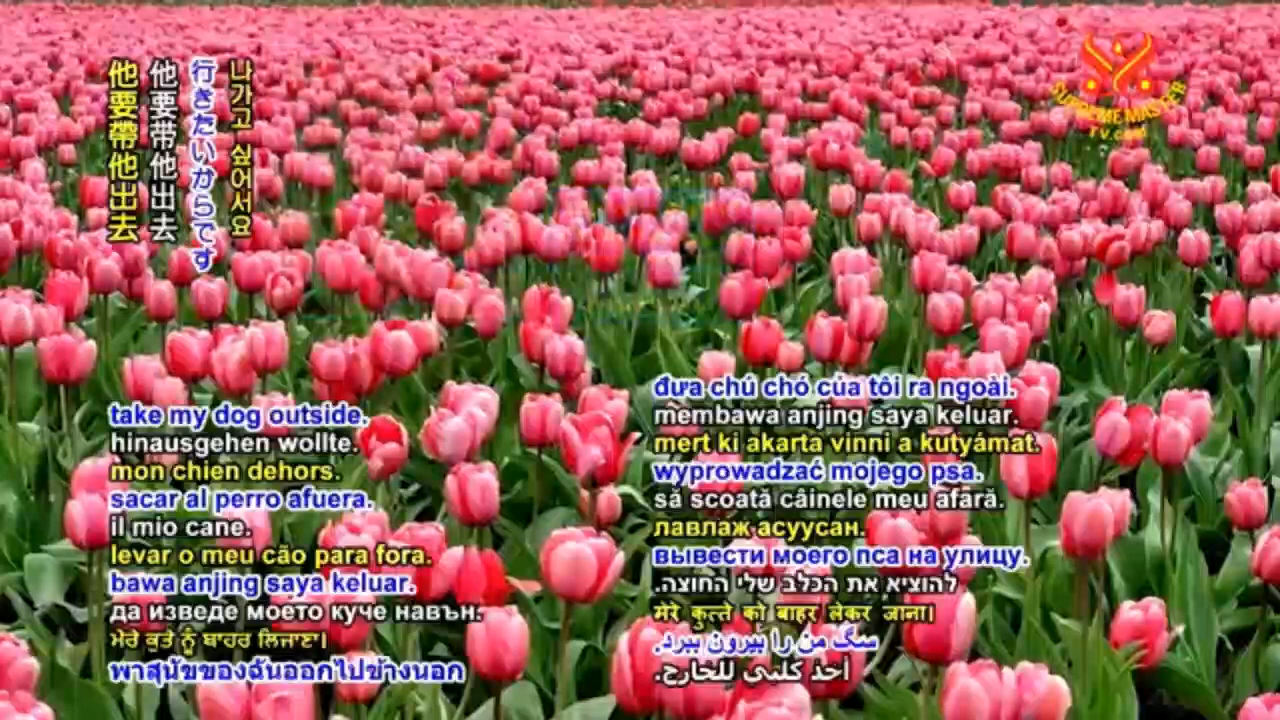 他要帶他出去
他要带他出去
行きたいからです
나가고 싶어서요
SUPREME MASTER
TV.com
take my dog outside.
hinausgehen wollte.
mon chien dehors.
sacar al perro afuera.
il mio cane.
levar o meu cão para fora.
bawa anjing saya keluar.
да изведе моето куче навън.
ਮੇਰੇ ਕੁਤੇ ਨੂੰ ਬਾਹਰ ਲਿਜਾਣਾ।
พาสุนัขของฉันออกไปข้างนอก
đưa chú chó của tôi ra ngoài.
membawa anjing saya keluar.
mert ki akarta vinni a kutyámat.
wyprowadzać mojego psa.
să scoată câinele meu afară.
лавлаж асуусан.
вывести моего пса на улицу.
להוציא את הכלב שלי החוצה.
मेरे कुत्ते को बाहर लेकर जाना।
سگ من را بیرون ببرد.
أخذ كلبي للخارج.